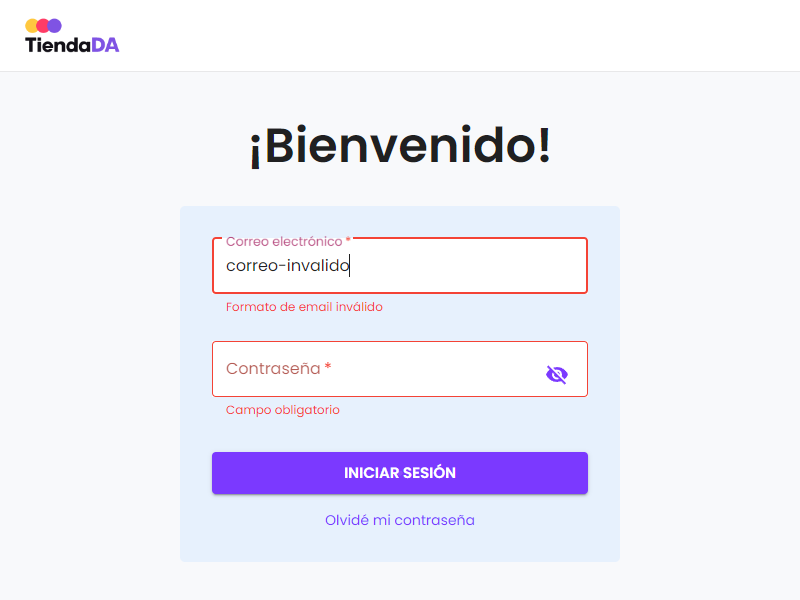 TiendaDA
¡Bienvenido!
Correo electrónico *
correo-invalido
Formato de email inválido
Contraseña *
Campo obligatorio
INICIAR SESIÓN
Olvidé mi contraseña